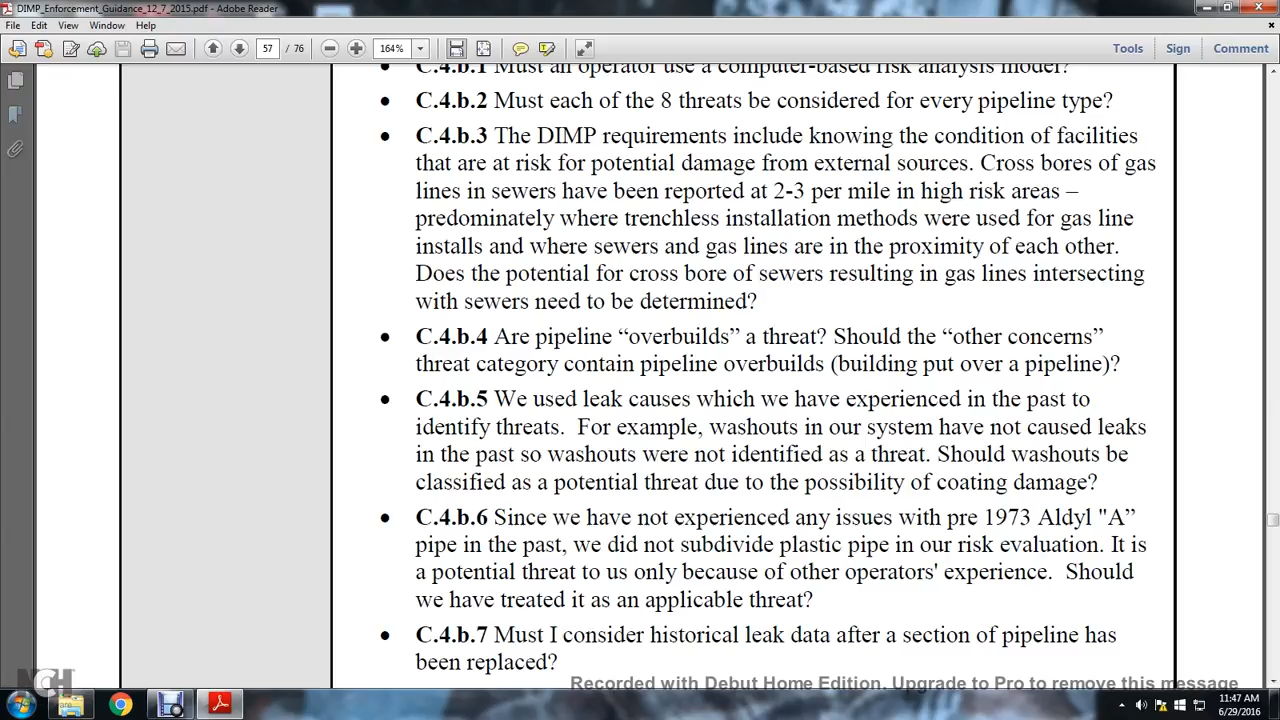 DIMP_Enforcement_Guidance_12_7_2015.pdf - Adobe Reader
File Edit View Window Help
57 / 76 164% Tools Sign Comment
• C.4.b.1 Must an operator use a computer-based risk analysis model?
• C.4.b.2 Must each of the 8 threats be considered for every pipeline type?
• C.4.b.3 The DIMP requirements include knowing the condition of facilities
that are at risk for potential damage from external sources. Cross bores of gas
lines in sewers have been reported at 2-3 per mile in high risk areas –
predominately where trenchless installation methods were used for gas line
installs and where sewers and gas lines are in the proximity of each other.
Does the potential for cross bore of sewers resulting in gas lines intersecting
with sewers need to be determined?
• C.4.b.4 Are pipeline “overbuilds” a threat? Should the “other concerns”
threat category contain pipeline overbuilds (building put over a pipeline)?
• C.4.b.5 We used leak causes which we have experienced in the past to
identify threats.  For example, washouts in our system have not caused leaks
in the past so washouts were not identified as a threat. Should washouts be
classified as a potential threat due to the possibility of coating damage?
• C.4.b.6 Since we have not experienced any issues with pre 1973 Aldyl "A”
pipe in the past, we did not subdivide plastic pipe in our risk evaluation. It is
a potential threat to us only because of other operators' experience.  Should
we have treated it as an applicable threat?
• C.4.b.7 Must I consider historical leak data after a section of pipeline has
been replaced?
NCH
Recorded with Debut Home Edition. Upgrade to Pro to remove this message
11:47 AM
6/29/2016